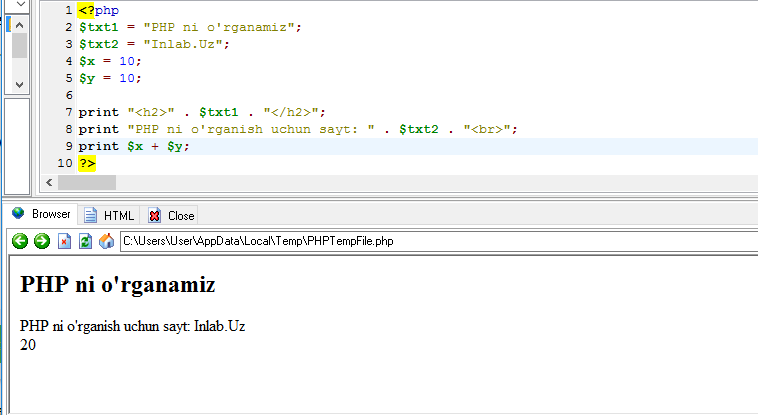 1 <?php
2 $txt1 = "PHP ni o'rganamiz";
3 $txt2 = "Inlab.Uz";
4 $x = 10;
5 $y = 10;
6
7 print "<h2>" . $txt1 . "</h2>";
8 print "PHP ni o'rganish uchun sayt: " . $txt2 . "<br>";
9 print $x + $y;
10 ?>
Browser HTML Close
C:\Users\User\AppData\Local\Temp\PHPTempFile.php
PHP ni o'rganamiz
PHP ni o'rganish uchun sayt: Inlab.Uz
20